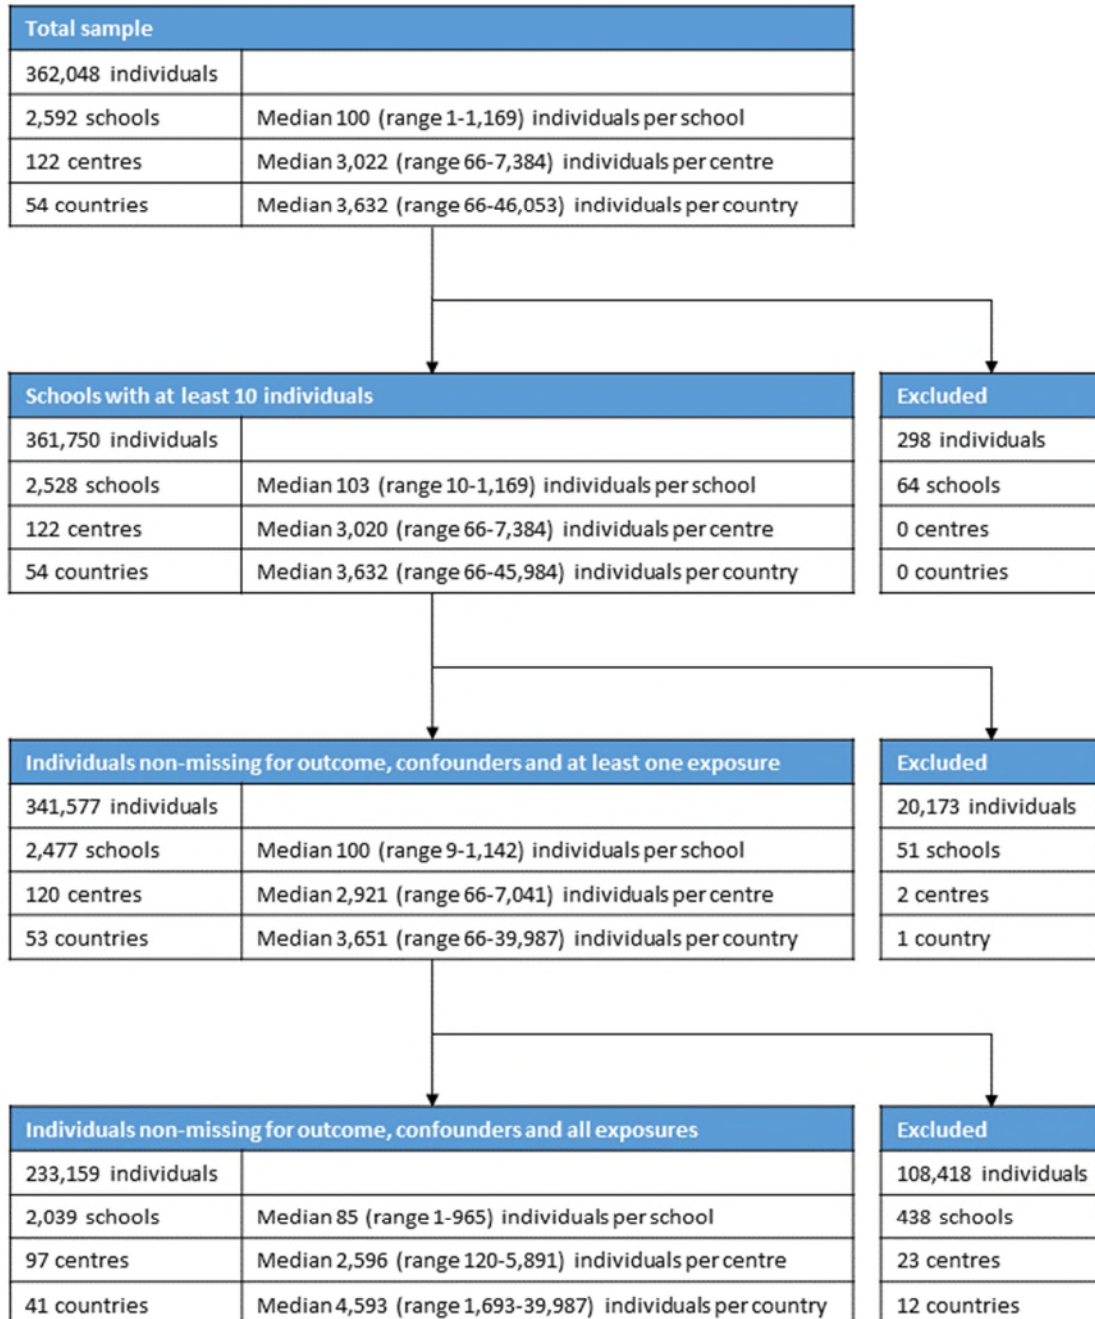 Total sample
362,048 individuals
2,592 schools Median 100 (range 1-1,169) individuals per school
122 centres Median 3,022 (range 66-7,384) individuals per centre
54 countries Median 3,632 (range 66-46,053) individuals per country
Schools with at least 10 individuals
361,750 individuals
2,528 schools Median 103 (range 10-1,169) individuals per school
122 centres Median 3,020 (range 66-7,384) individuals per centre
54 countries Median 3,632 (range 66-45,984) individuals per country
Excluded
298 individuals
64 schools
0 centres
0 countries
Individuals non-missing for outcome, confounders and at least one exposure
341,577 individuals
2,477 schools Median 100 (range 9-1,142) individuals per school
120 centres Median 2,921 (range 66-7,041) individuals per centre
53 countries Median 3,651 (range 66-39,987) individuals per country
Excluded
20,173 individuals
51 schools
2 centres
1 country
Individuals non-missing for outcome, confounders and all exposures
233,159 individuals
2,039 schools Median 85 (range 1-965) individuals per school
97 centres Median 2,596 (range 120-5,891) individuals per centre
41 countries Median 4,593 (range 1,693-39,987) individuals per country
Excluded
108,418 individuals
438 schools
23 centres
12 countries